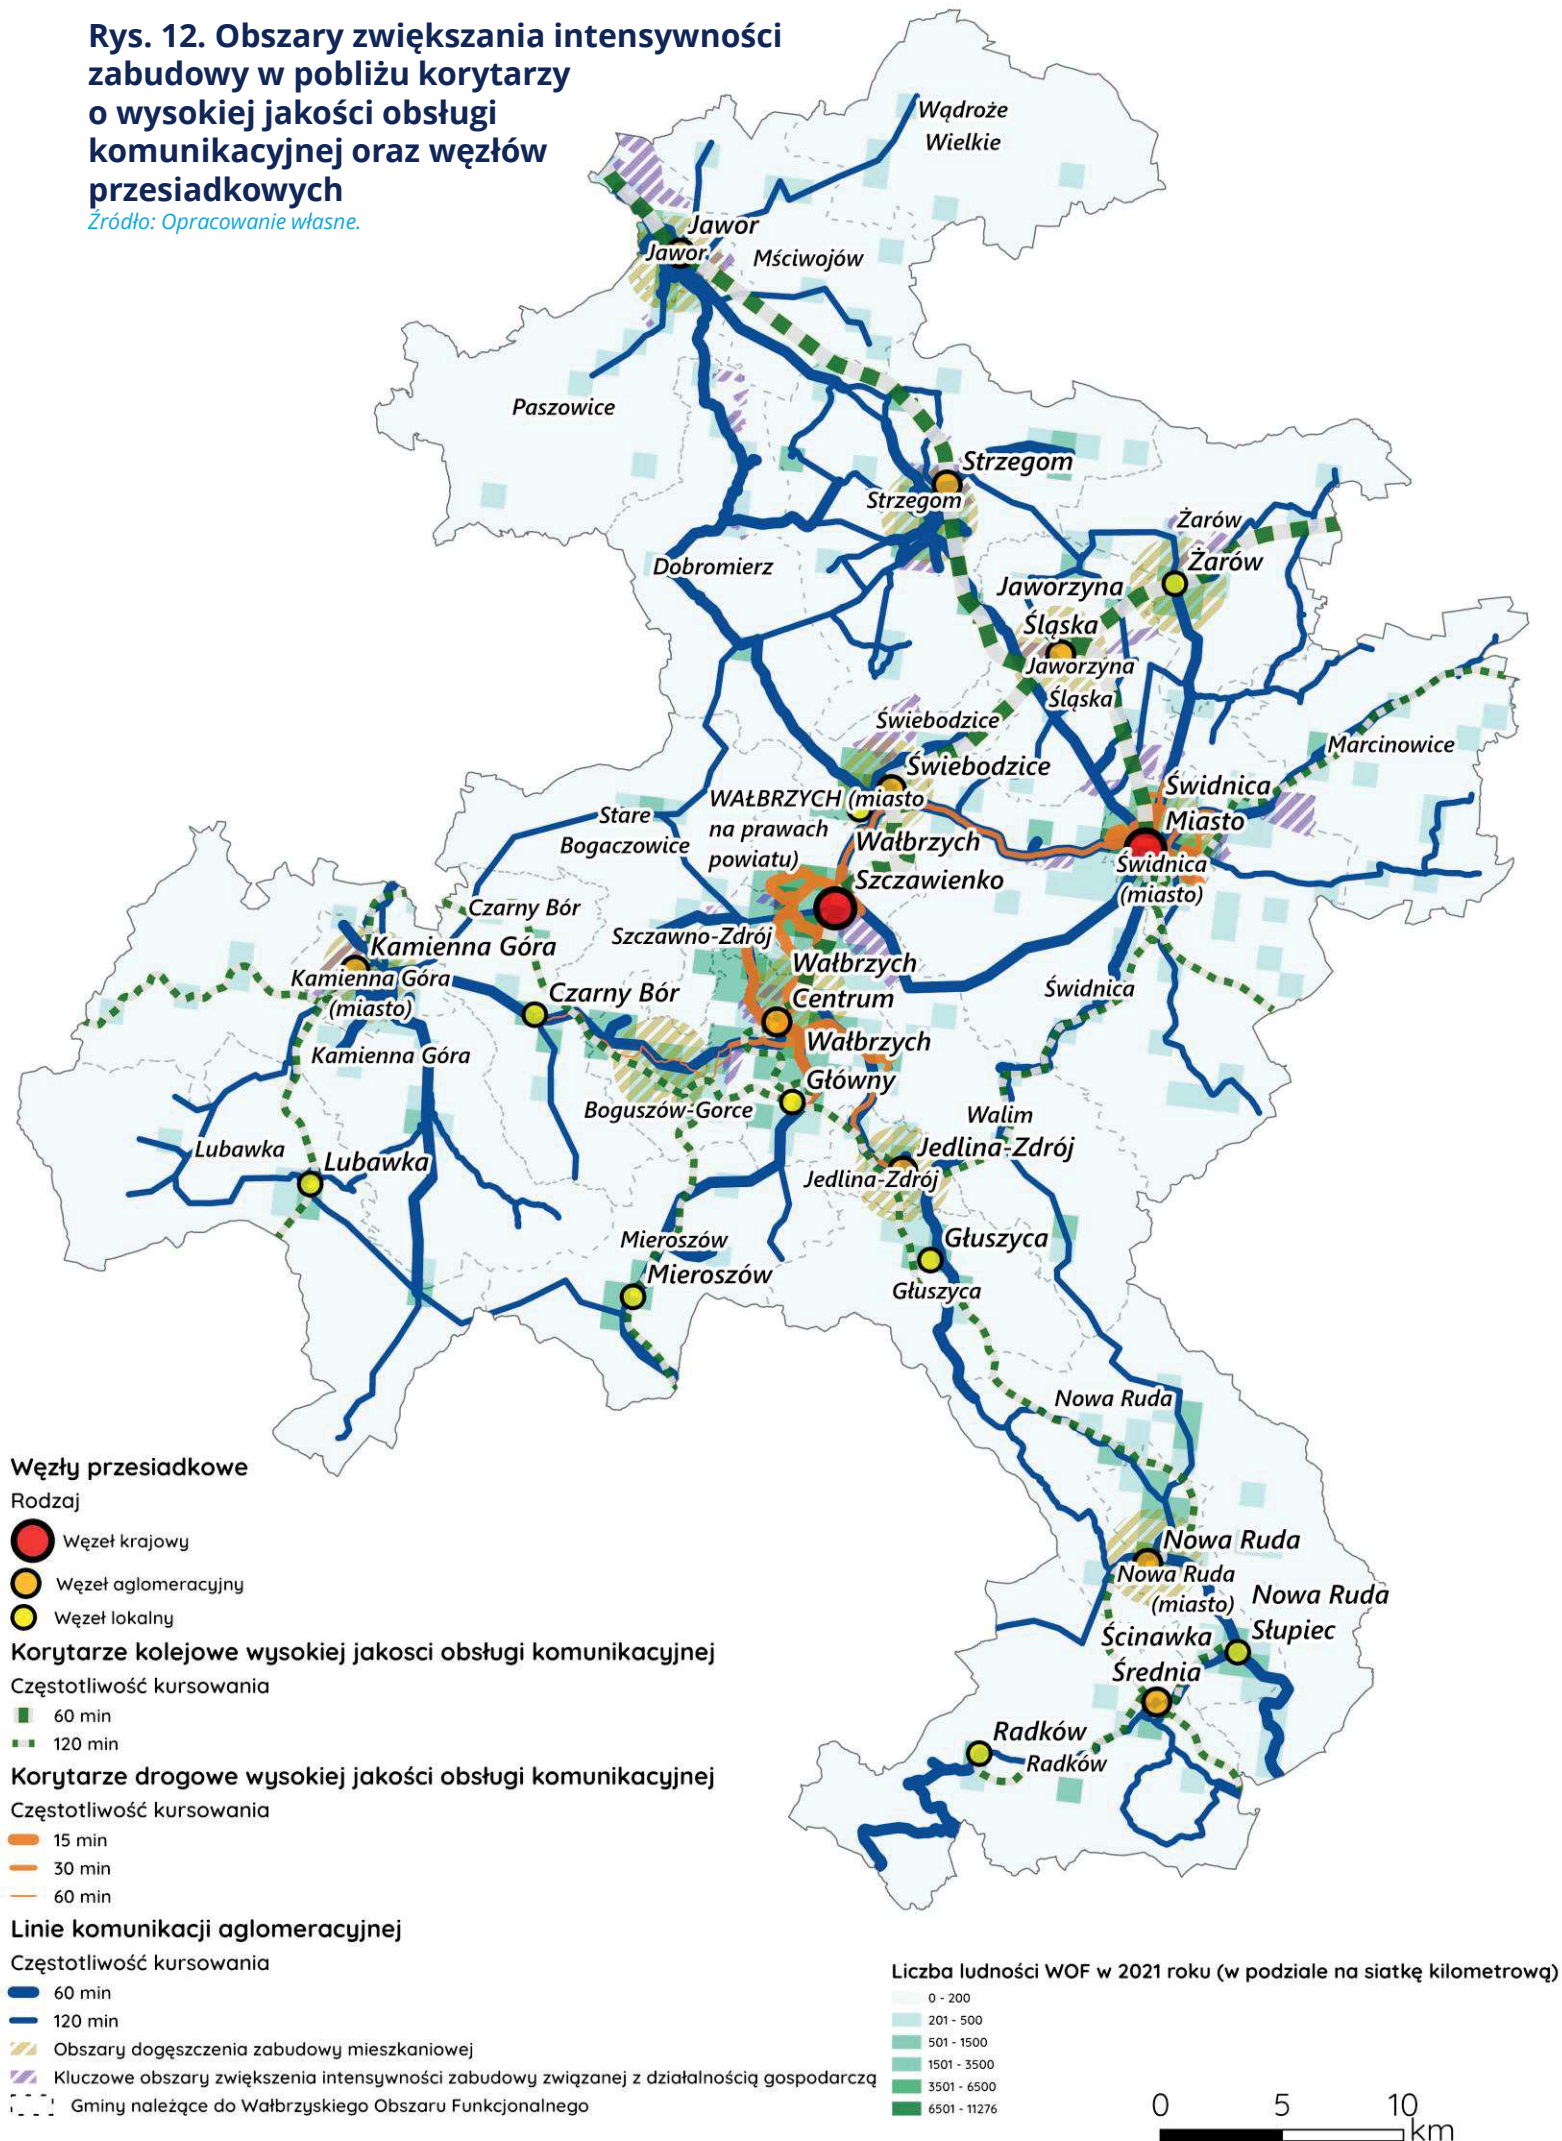 Rys. 12. Obszary zwiększania intensywności
zabudowy w pobliżu korytarzy
o wysokiej jakości obsługi
komunikacyjnej oraz węzłów
przesiadkowych
Źródło: Opracowanie własne.
Wądroże
Wielkie
Jawor
Jawor
Mściwojów
Paszowice
Strzegom
Strzegom
Żarów
Żarów
Dobromierz
Jaworzyna
Śląska
Jaworzyna
Śląska
Świebodzice
Marcinowice
Świebodzice
Świdnica
Miasto
WAŁBRZYCH (miasto
na prawach
powiatu)
Stare
Bogaczowice
Wałbrzych
Szczawienko
Świdnica
(miasto)
Czarny Bór
Szczawno-Zdrój
Kamienna Góra
Kamienna Góra
(miasto)
Wałbrzych
Centrum
Świdnica
Czarny Bór
Kamienna Góra
Wałbrzych
Główny
Boguszów-Gorce
Walim
Lubawka
Lubawka
Jedlina-Zdrój
Jedlina-Zdrój
Mieroszów
Mieroszów
Głuszyca
Głuszyca
Nowa Ruda
Nowa Ruda
Nowa Ruda
(miasto)
Nowa Ruda
Słupiec
Ścinawka
Średnia
Radków
Radków
Węzły przesiadkowe
Rodzaj
Węzeł krajowy
Węzeł aglomeracyjny
Węzeł lokalny
Korytarze kolejowe wysokiej jakosci obsługi komunikacyjnej
Częstotliwość kursowania
60 min
120 min
Korytarze drogowe wysokiej jakości obsługi komunikacyjnej
Częstotliwość kursowania
15 min
30 min
60 min
Linie komunikacji aglomeracyjnej
Częstotliwość kursowania
60 min
120 min
Obszary dogęszczenia zabudowy mieszkaniowej
Kluczowe obszary zwiększenia intensywności zabudowy związanej z działalnością gospodarczą
Gminy należące do Wałbrzyskiego Obszaru Funkcjonalnego
Liczba ludności WOF w 2021 roku (w podziale na siatkę kilometrową)
0 - 200
201 - 500
501 - 1500
1501 - 3500
3501 - 6500
6501 - 11276
0 5 10
km